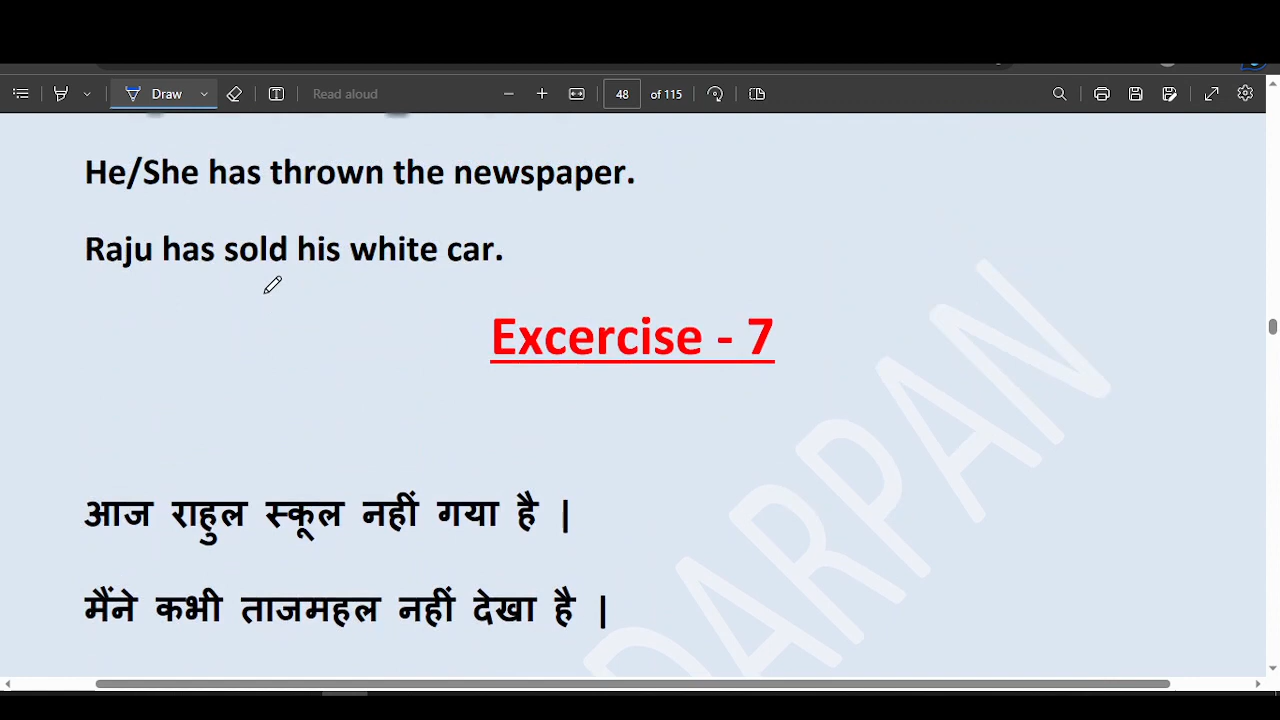 Draw
Read aloud
48 of 115
He/She has thrown the newspaper.
Raju has sold his white car.
Excercise - 7
आज राहुल स्कूल नहीं गया है |
मैंने कभी ताजमहल नहीं देखा है |
DARPAN